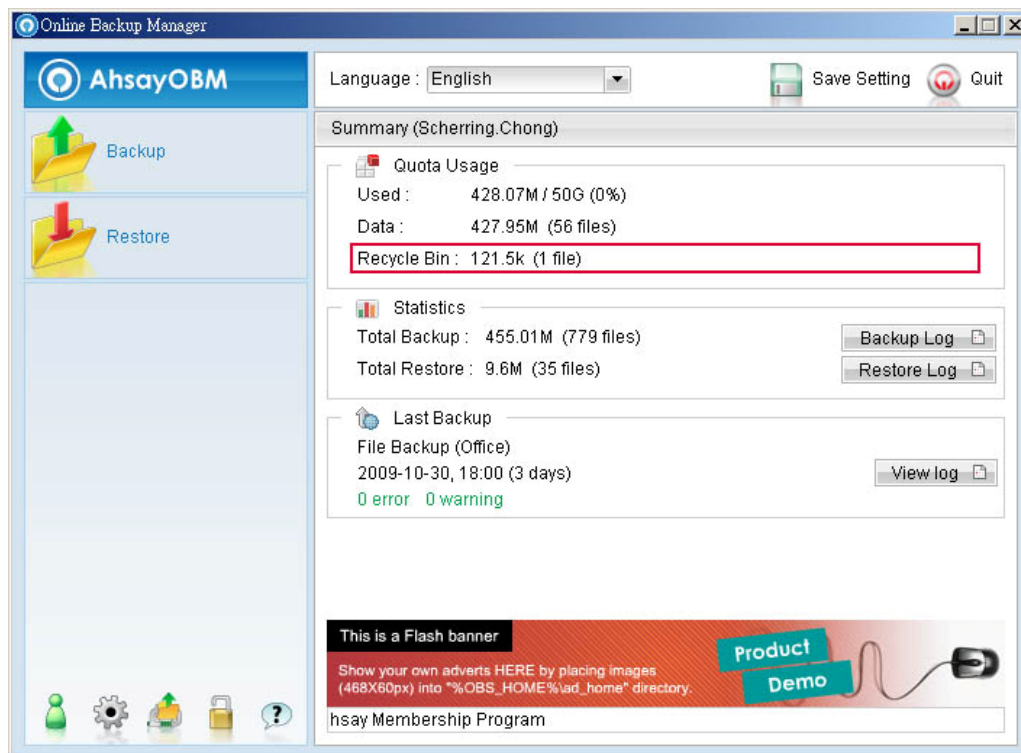 Online Backup Manager
AhsayOBM
Backup
Restore
Language : English
Save Setting
Quit
Summary (Scherring.Chong)
Quota Usage
Used : 428.07M / 50G (0%)
Data : 427.95M (56 files)
Recycle Bin : 121.5k (1 file)
Statistics
Total Backup : 455.01M (779 files)
Backup Log
Total Restore : 9.6M (35 files)
Restore Log
Last Backup
File Backup (Office)
2009-10-30, 18:00 (3 days)
View log
0 error 0 warning
This is a Flash banner
Show your own adverts HERE by placing images
(468X60px) into "%OBS_HOME%\ad_home" directory.
Product
Demo
hsay Membership Program